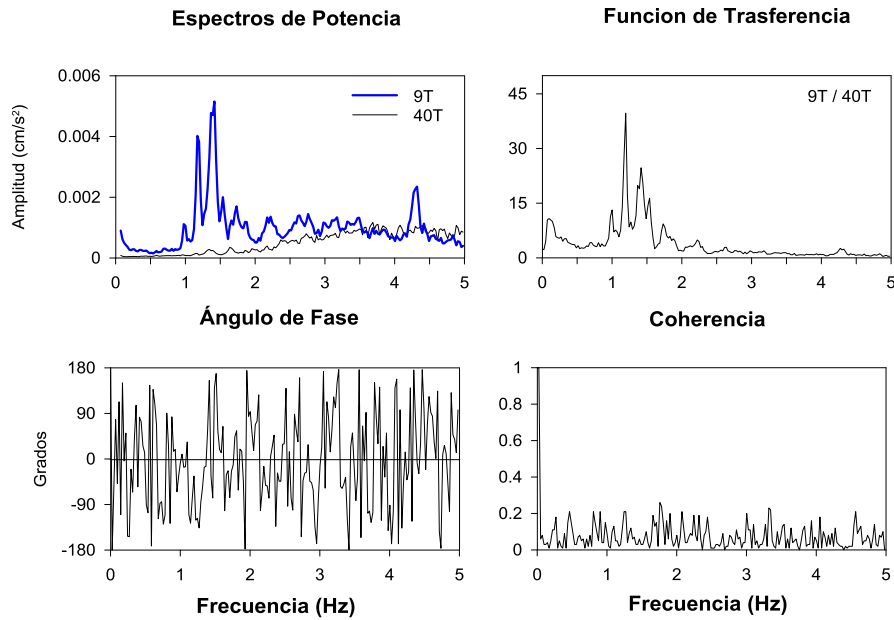 Espectros de Potencia
Amplitud (cm/s²)
0.006
0.004
0.002
0
9T
40T
0 1 2 3 4 5
Funcion de Trasferencia
45
30
15
0
9T / 40T
0 1 2 3 4 5
Ángulo de Fase
Grados
180
90
0
-90
-180
0 1 2 3 4 5
Frecuencia (Hz)
Coherencia
1
0.8
0.6
0.4
0.2
0
0 1 2 3 4 5
Frecuencia (Hz)